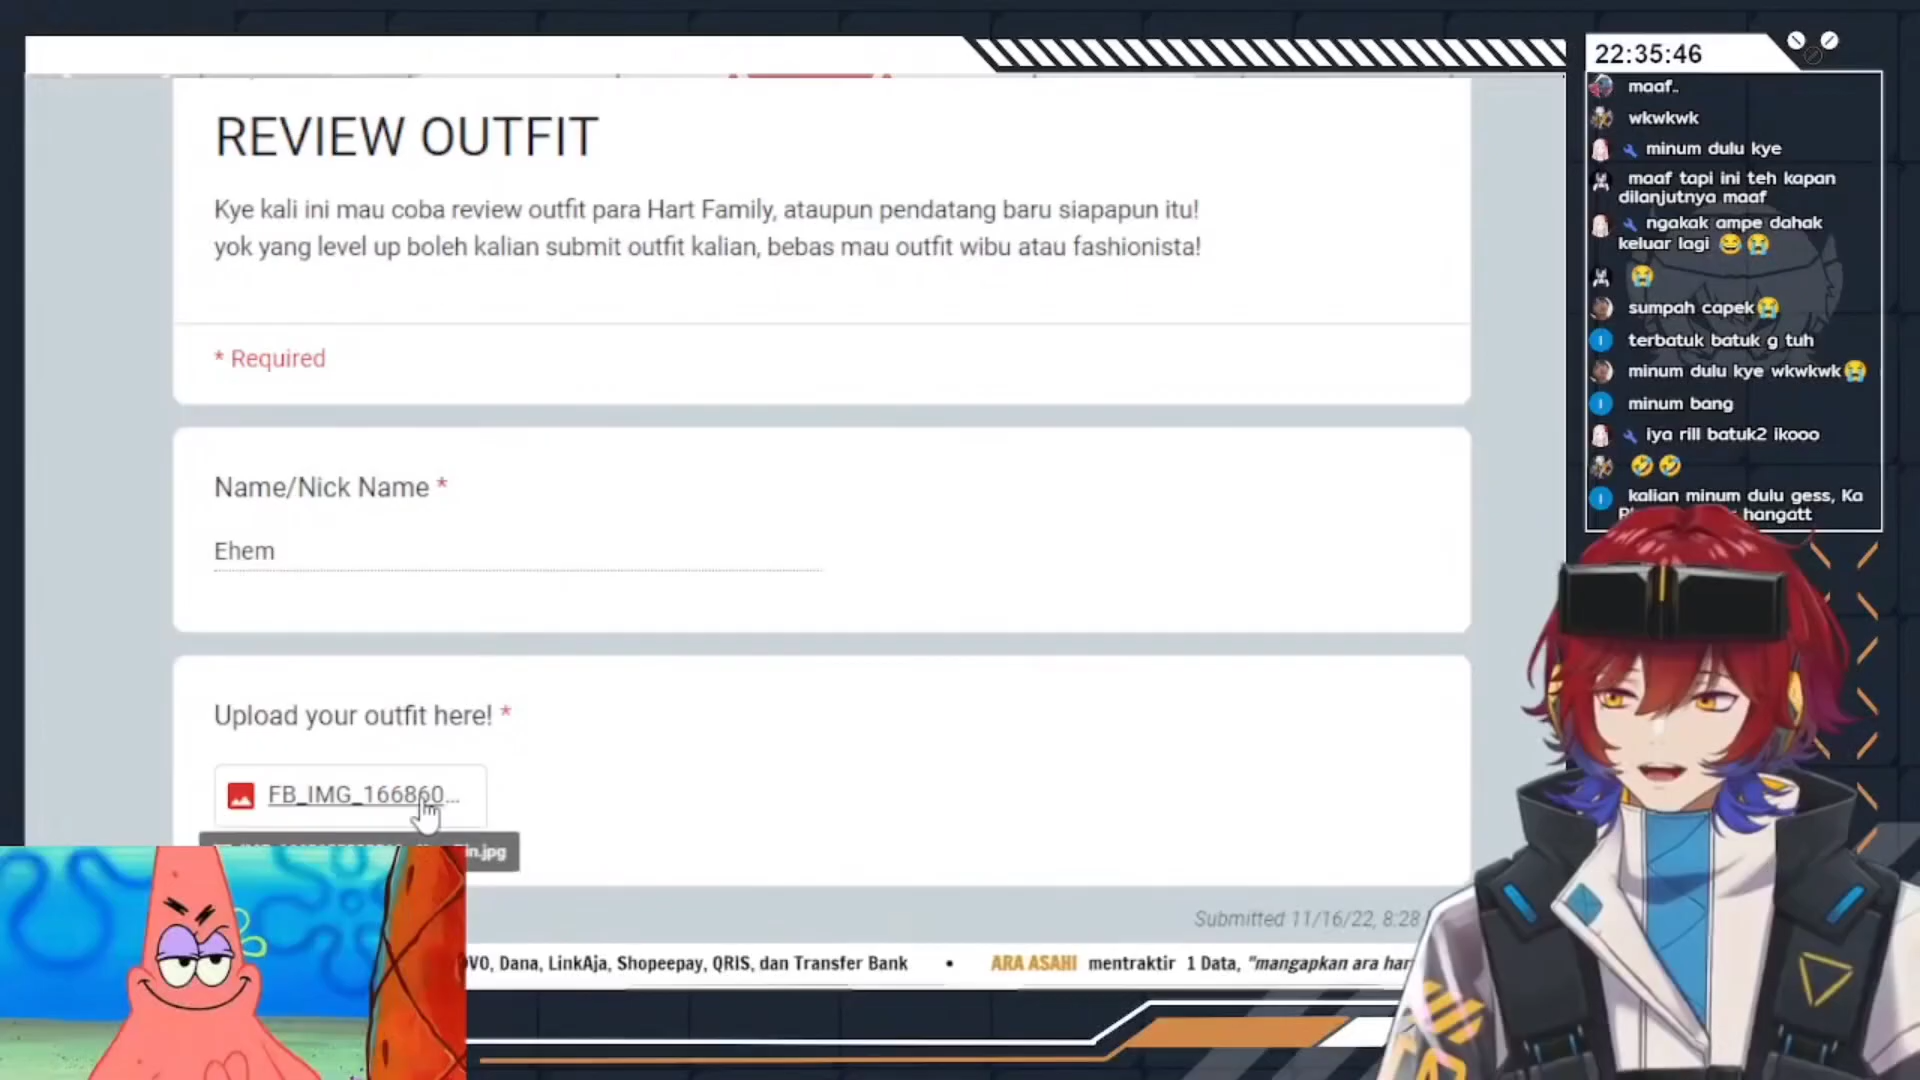 22:35:46
REVIEW OUTFIT
Kye kali ini mau coba review outfit para Hart Family, ataupun pendatang baru siapapun itu!
yok yang level up boleh kalian submit outfit kalian, bebas mau outfit wibu atau fashionista!
* Required
Name/Nick Name *
Ehem
Upload your outfit here! *
FB_IMG_166860...
in.jpg
Submitted 11/16/22, 8:28
OVO, Dana, LinkAja, Shopeepay, QRIS, dan Transfer Bank • ARA ASAHI mentraktir 1 Data, "mangapkan ara har
maaf..
wkwkwk
minum dulu kye
maaf tapi ini teh kapan
dilanjutnya maaf
ngakak ampe dahak
keluar lagi 😂😭
😭
sumpah capek😭
terbatuk batuk g tuh
minum dulu kye wkwkwk😭
minum bang
iya rill batuk2 ikooo
🤣🤣
kalian minum dulu gess, Ka
hangatt